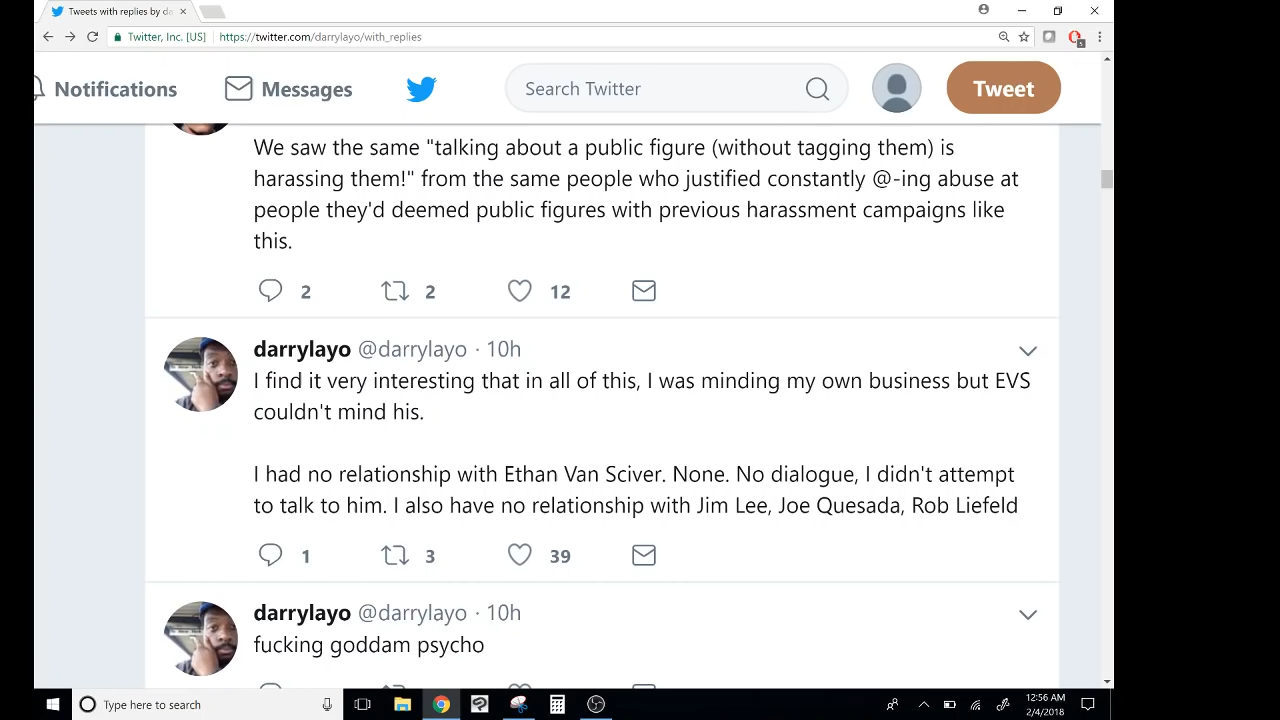 Tweets with replies by da
Twitter, Inc. [US]
https://twitter.com/darrylayo/with_replies
5
Notifications
Messages
Search Twitter
Tweet
We saw the same "talking about a public figure (without tagging them) is
harassing them!" from the same people who justified constantly @-ing abuse at
people they'd deemed public figures with previous harassment campaigns like
this.
2
2
12
darrylayo @darrylayo · 10h
I find it very interesting that in all of this, I was minding my own business but EVS
couldn't mind his.
I had no relationship with Ethan Van Sciver. None. No dialogue, I didn't attempt
to talk to him. I also have no relationship with Jim Lee, Joe Quesada, Rob Liefeld
1
3
39
darrylayo @darrylayo · 10h
fucking goddam psycho
Type here to search
12:56 AM
2/4/2018